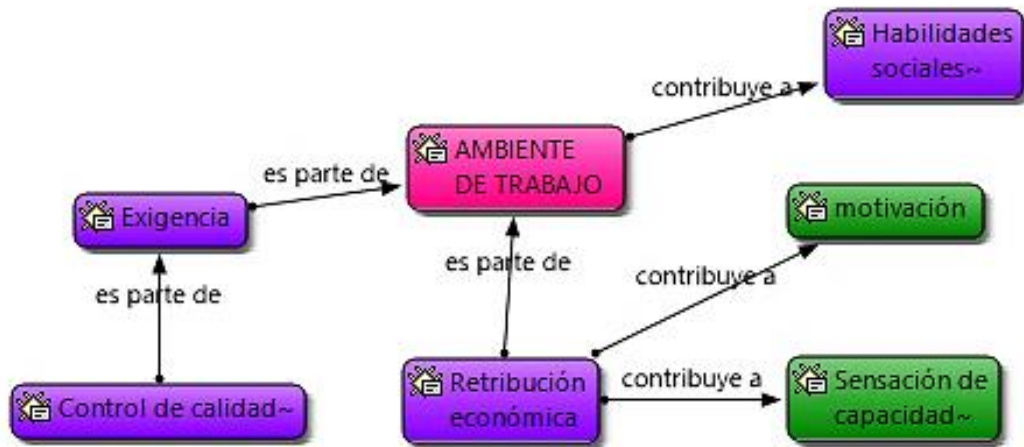 Habilidades
sociales~
contribuye a
AMBIENTE
DE TRABAJO
es parte de
Exigencia
motivación
es parte de
contribuye a
es parte de
Retribución
económica
contribuye a
Sensación de
capacidad~
Control de calidad~